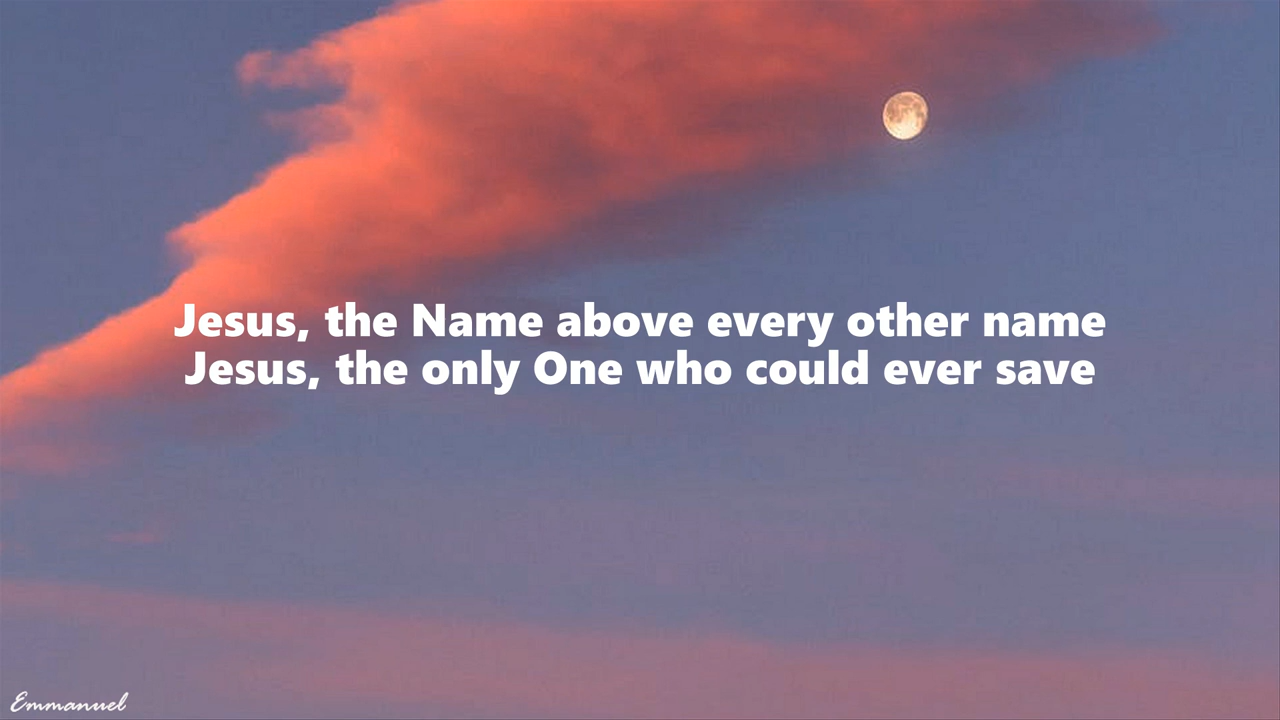 Jesus, the Name above every other name
Jesus, the only One who could ever save
Emmanuel